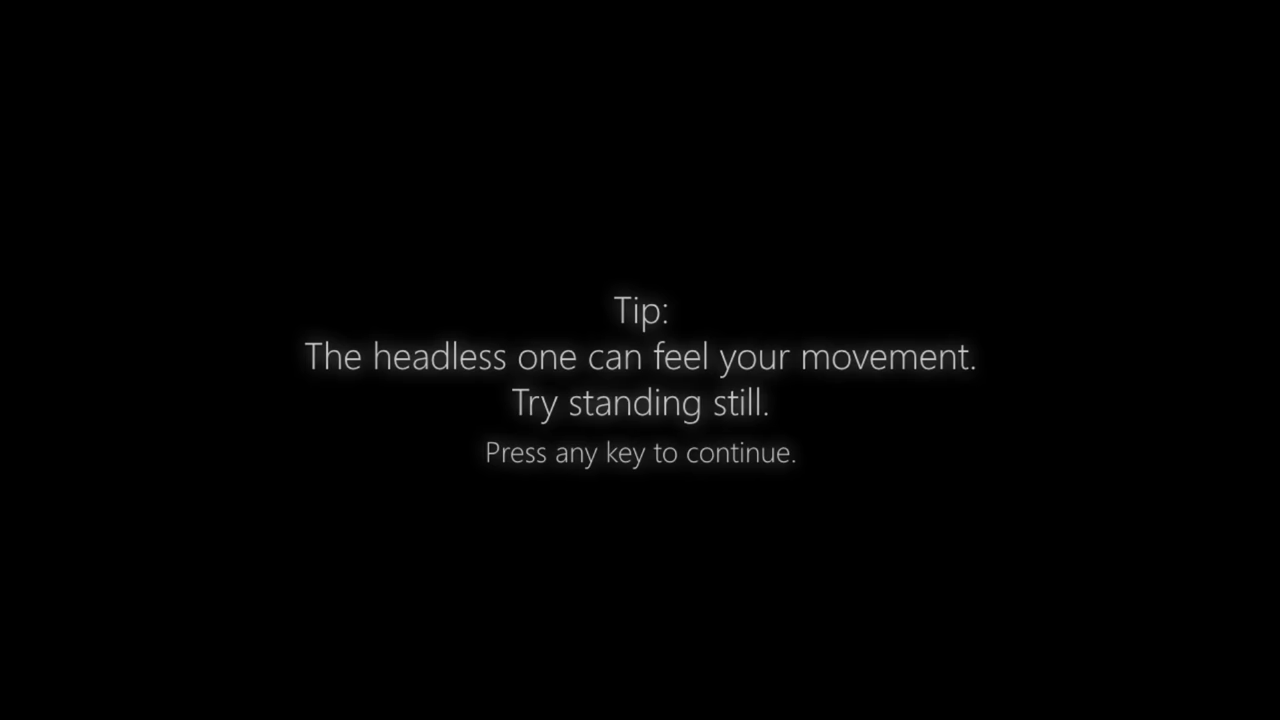 Tip:
The headless one can feel your movement.
Try standing still.
Press any key to continue.